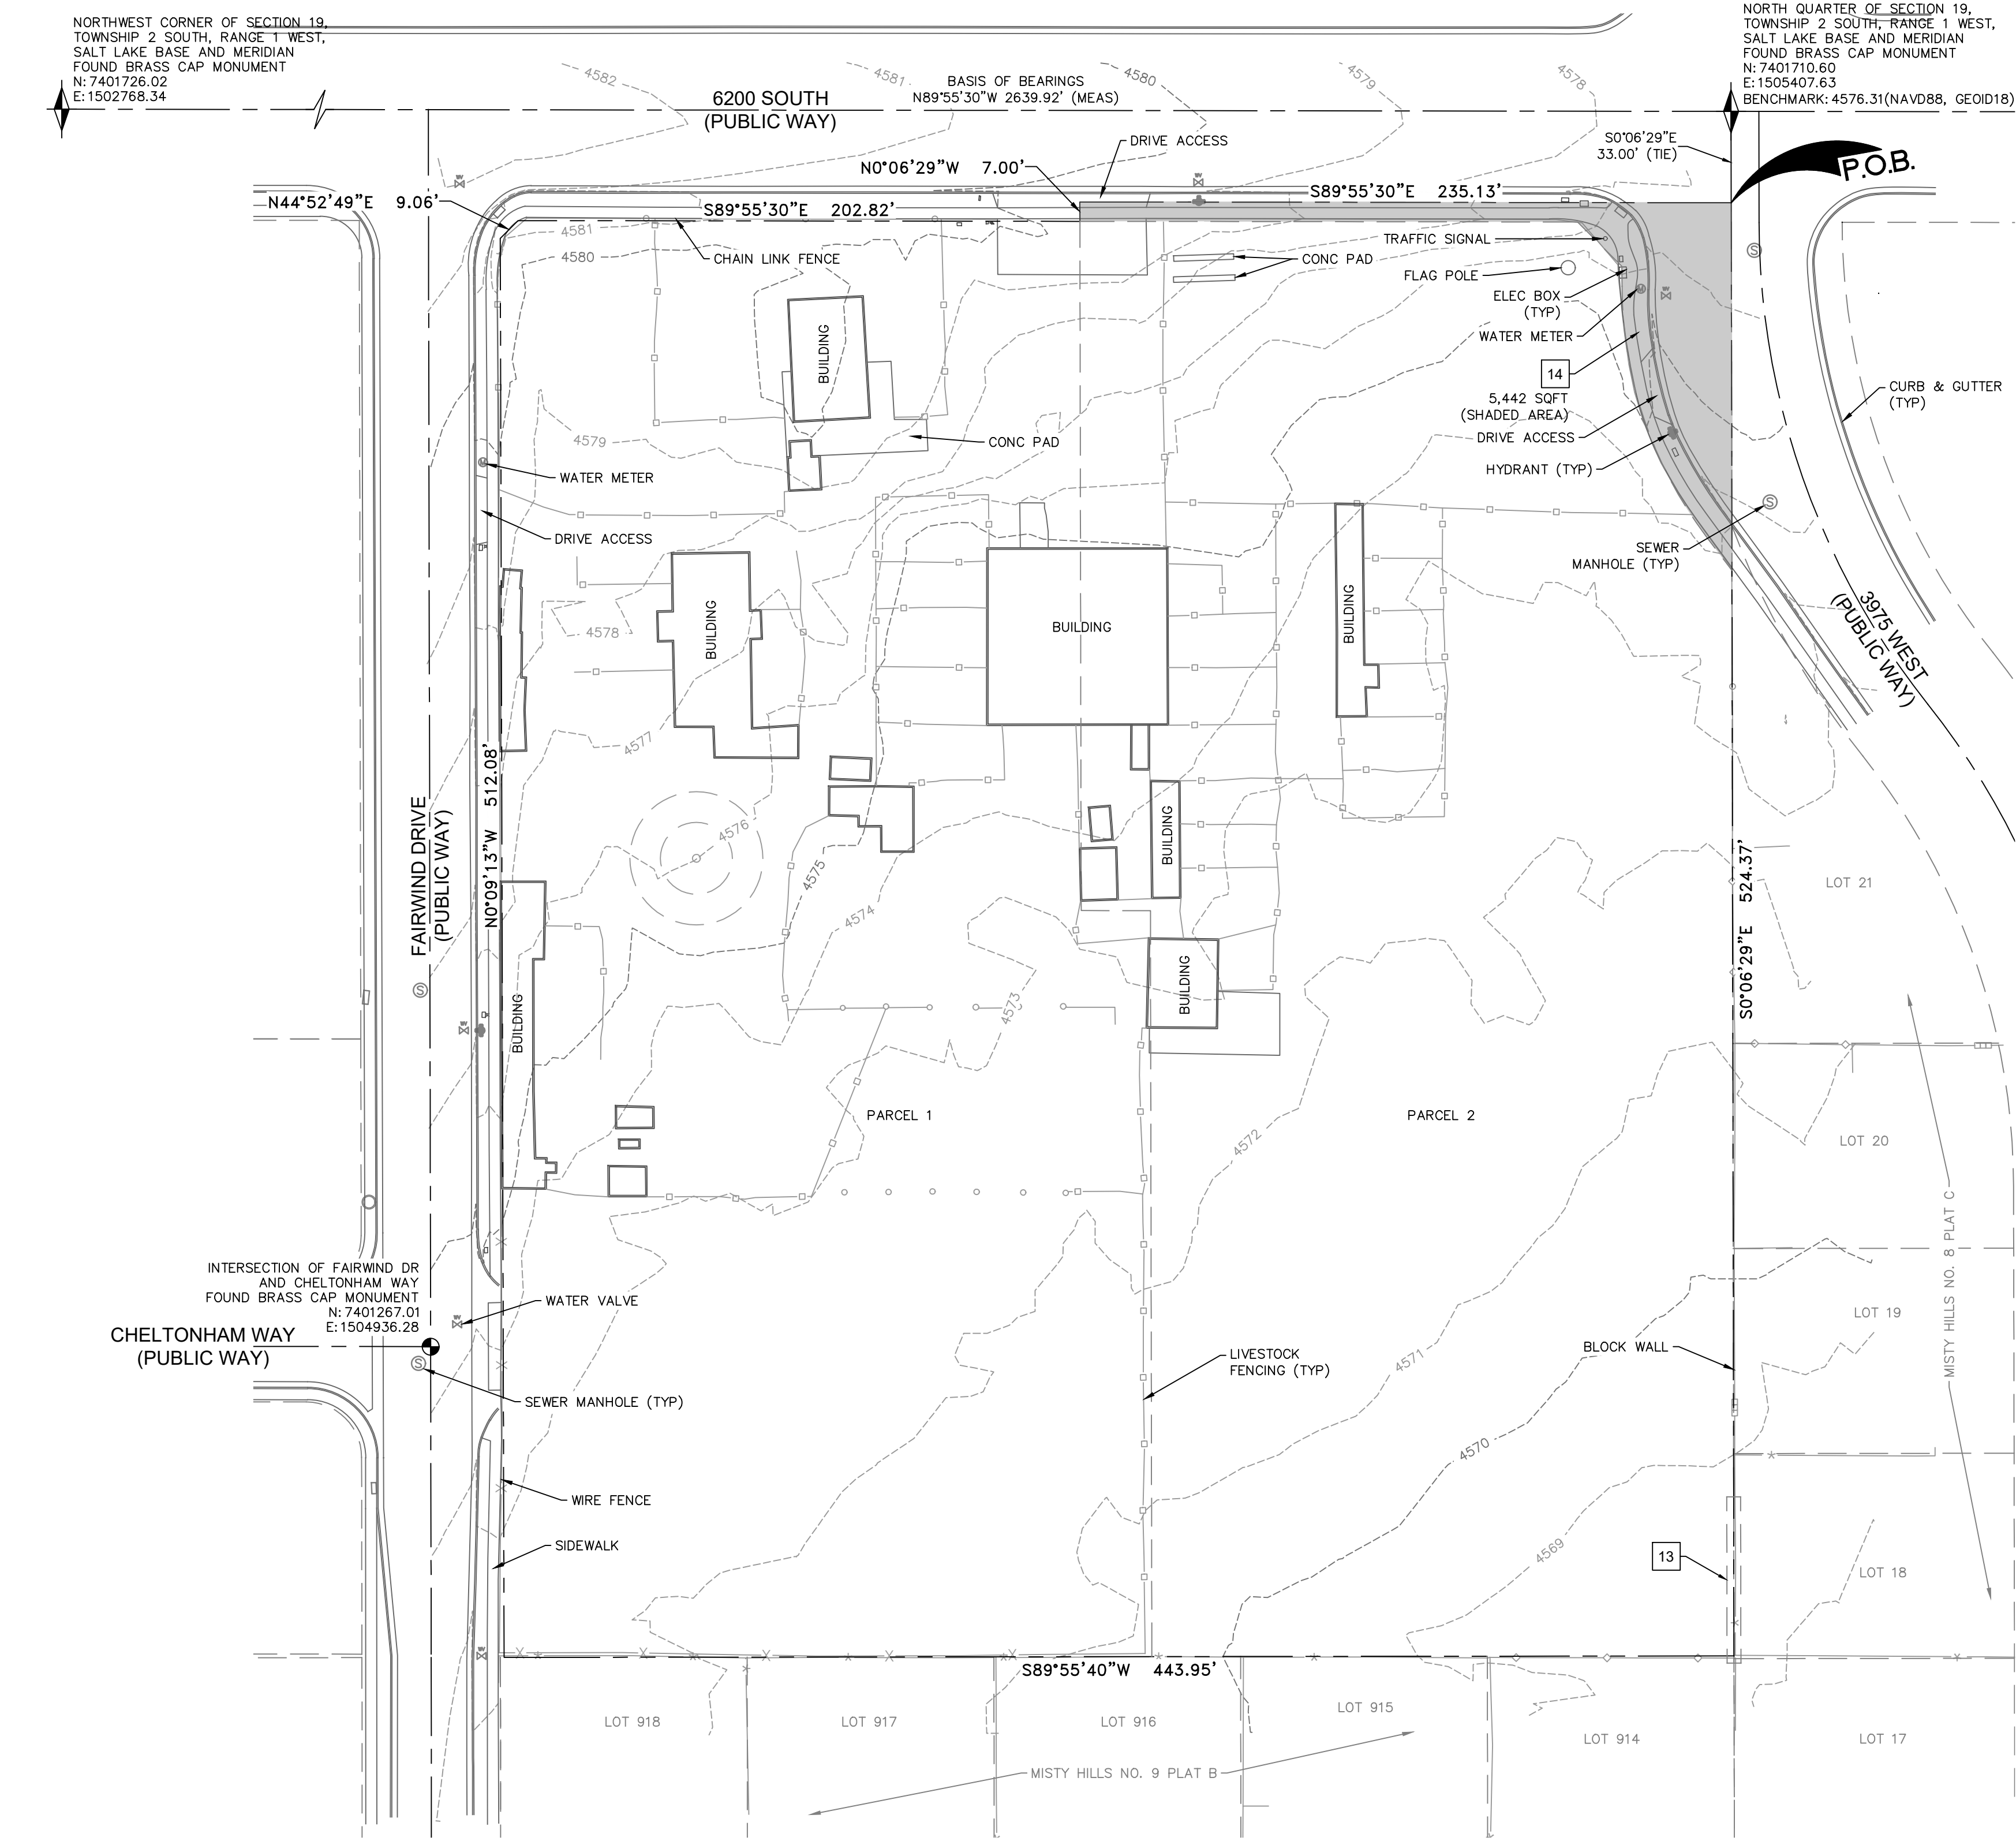 NORTHWEST CORNER OF SECTION 19,
TOWNSHIP 2 SOUTH, RANGE 1 WEST,
SALT LAKE BASE AND MERIDIAN
FOUND BRASS CAP MONUMENT
N: 7401726.02
E: 1502768.34
NORTH QUARTER OF SECTION 19,
TOWNSHIP 2 SOUTH, RANGE 1 WEST,
SALT LAKE BASE AND MERIDIAN
FOUND BRASS CAP MONUMENT
N: 7401710.60
E: 1505407.63
BENCHMARK: 4576.31(NAVD88, GEOID18)
4582
4581
4580
4579
4578
BASIS OF BEARINGS
N89°55'30"W 2639.92' (MEAS)
6200 SOUTH
(PUBLIC WAY)
DRIVE ACCESS
S0°06'29"E
33.00' (TIE)
P.O.B.
N0°06'29"W 7.00'
S89°55'30"E 235.13'
N44°52'49"E 9.06'
S89°55'30"E 202.82'
4581
4580
CHAIN LINK FENCE
TRAFFIC SIGNAL
CONC PAD
FLAG POLE
ELEC BOX
(TYP)
WATER METER
14
5,442 SQFT
(SHADED AREA)
DRIVE ACCESS
HYDRANT (TYP)
CURB & GUTTER
(TYP)
BUILDING
4579
CONC PAD
WATER METER
DRIVE ACCESS
SEWER
MANHOLE (TYP)
3975 WEST
(PUBLIC WAY)
BUILDING
BUILDING
BUILDING
4578
4577
N0°09'13"W 512.08'
FAIRWIND DRIVE
(PUBLIC WAY)
4576
4575
4574
BUILDING
S0°06'29"E 524.37'
LOT 21
BUILDING
BUILDING
4573
PARCEL 1
PARCEL 2
4572
LOT 20
MISTY HILLS NO. 8 PLAT C
INTERSECTION OF FAIRWIND DR
AND CHELTONHAM WAY
FOUND BRASS CAP MONUMENT
N: 7401267.01
E: 1504936.28
WATER VALVE
LOT 19
CHELTONHAM WAY
(PUBLIC WAY)
BLOCK WALL
LIVESTOCK
FENCING (TYP)
4571
SEWER MANHOLE (TYP)
4570
WIRE FENCE
SIDEWALK
4569
13
LOT 18
S89°55'40"W 443.95'
LOT 918
LOT 917
LOT 916
LOT 915
LOT 914
LOT 17
MISTY HILLS NO. 9 PLAT B